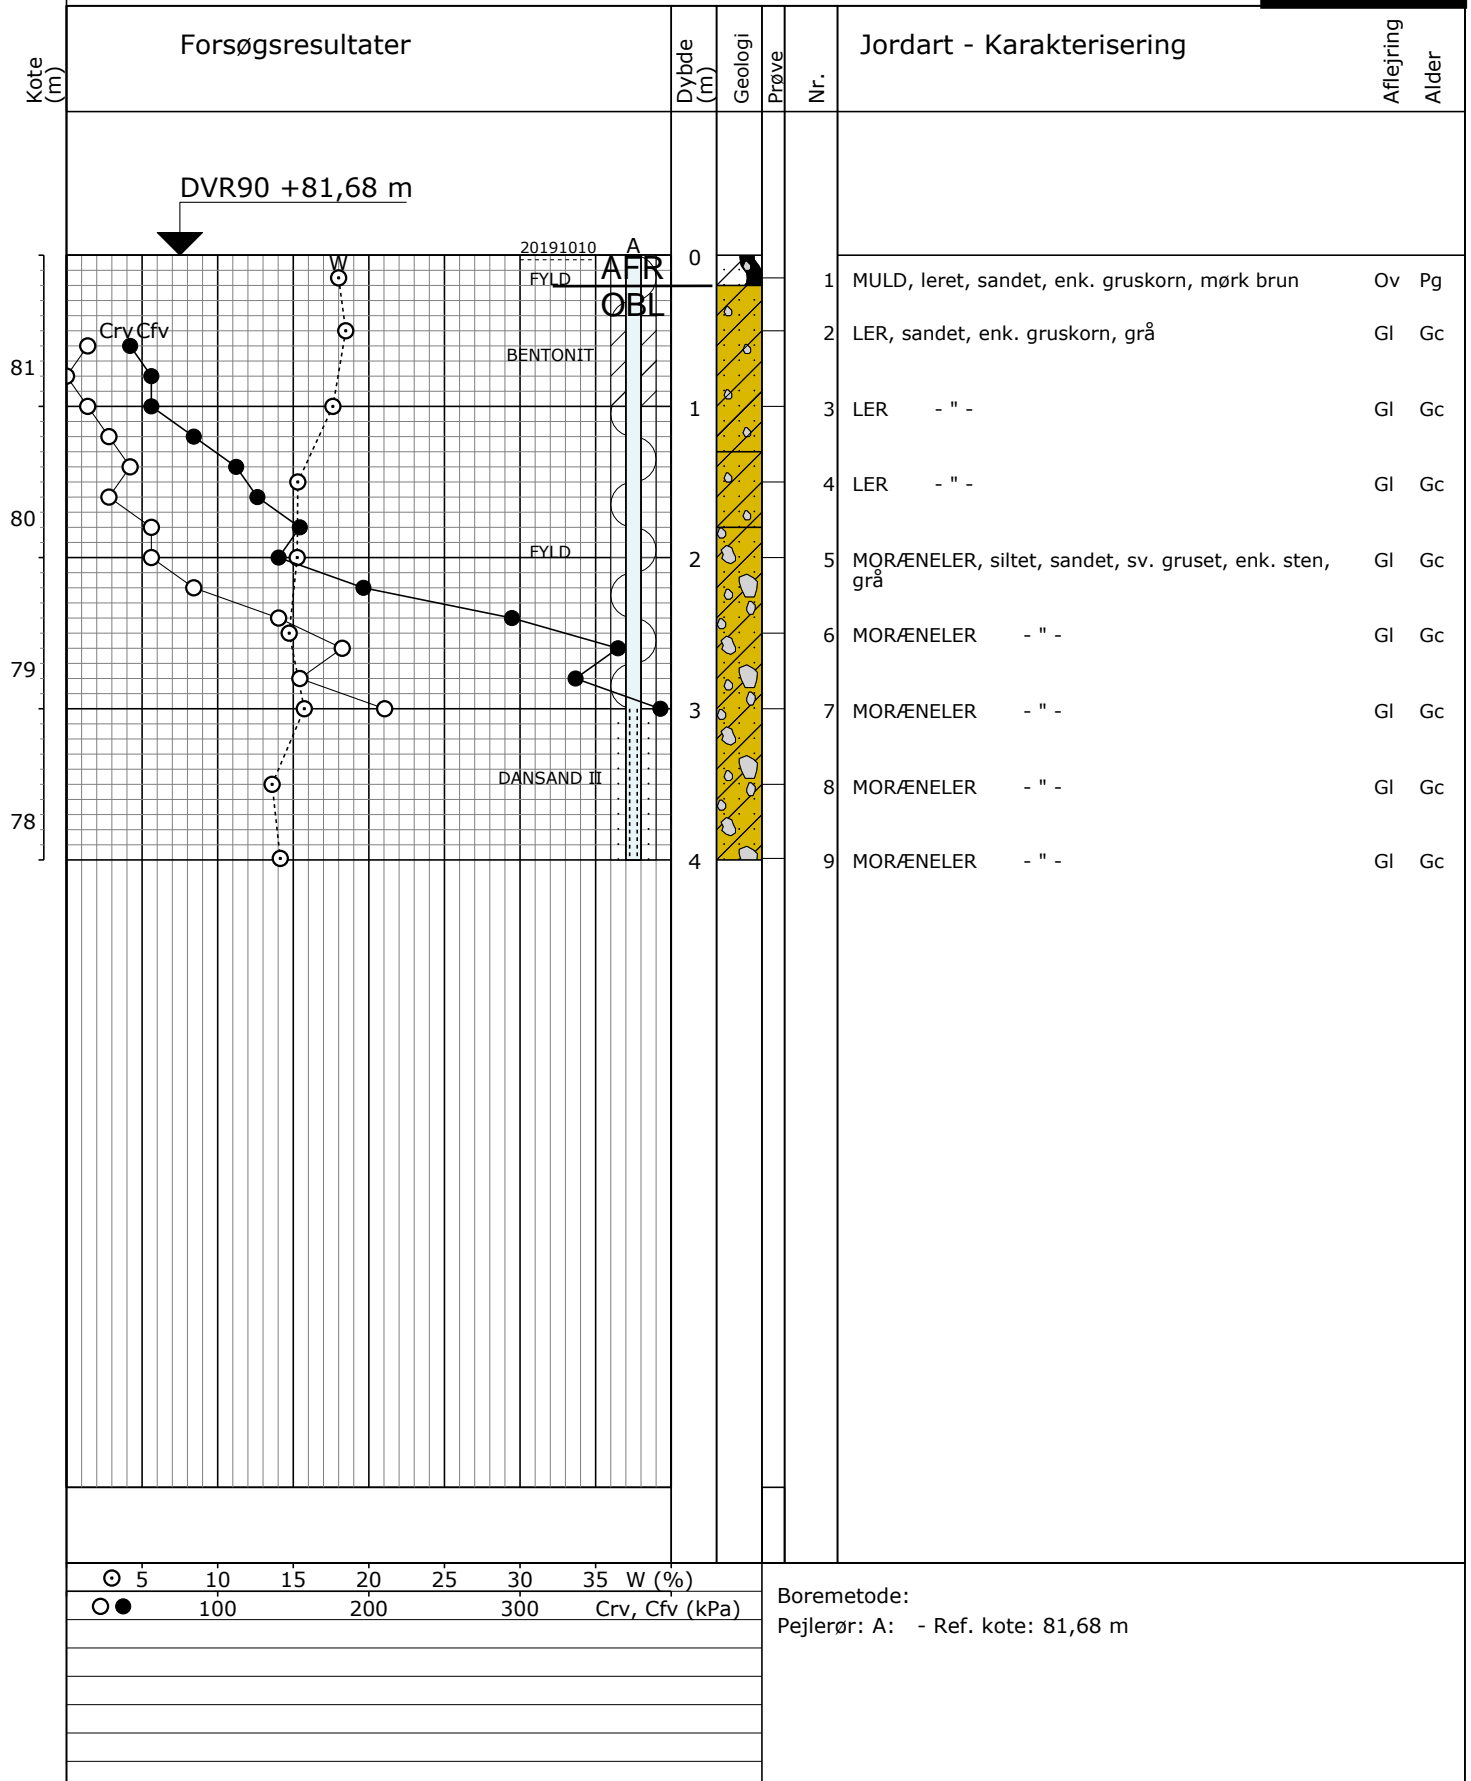 Kote (m)
Forsøgsresultater
Dybde (m)
Geologi
Prøve
Nr.
Jordart - Karakterisering
Aflejring
Alder
DVR90 +81,68 m
20191010 A
0
W
FYLD
AFR
OBL
1 MULD, leret, sandet, enk. gruskorn, mørk brun Ov Pg
Crv Cfv
2 LER, sandet, enk. gruskorn, grå Gl Gc
BENTONIT
81
1
3 LER - " - Gl Gc
4 LER - " - Gl Gc
80
FYLD
2
5 MORÆNELER, siltet, sandet, sv. gruset, enk. sten, Gl Gc
grå
6 MORÆNELER - " - Gl Gc
79
3
7 MORÆNELER - " - Gl Gc
DANSAND II
8 MORÆNELER - " - Gl Gc
78
4
9 MORÆNELER - " - Gl Gc
5 10 15 20 25 30 35 W (%)
100 200 300 Crv, Cfv (kPa)
Boremetode:
Pejlerør: A: - Ref. kote: 81,68 m